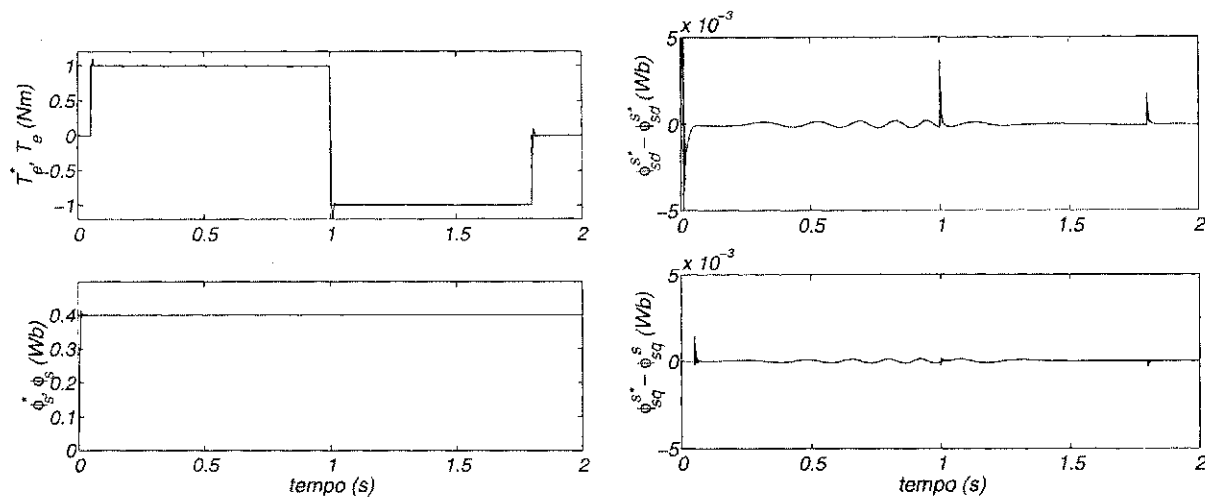 1
0.5
0
-0.5
-1
T*e, Te (Nm)
0 0.5 1 1.5 2
tempo (s)
0.4
0.3
0.2
0.1
0
ϕ*s, ϕs (Wb)
0 0.5 1 1.5 2
tempo (s)
x 10⁻³
5
0
−5
ϕˢsd − ϕˢ*sd (Wb)
0 0.5 1 1.5 2
x 10⁻³
5
0
−5
ϕˢ*sq − ϕˢsq (Wb)
0 0.5 1 1.5 2
tempo (s)